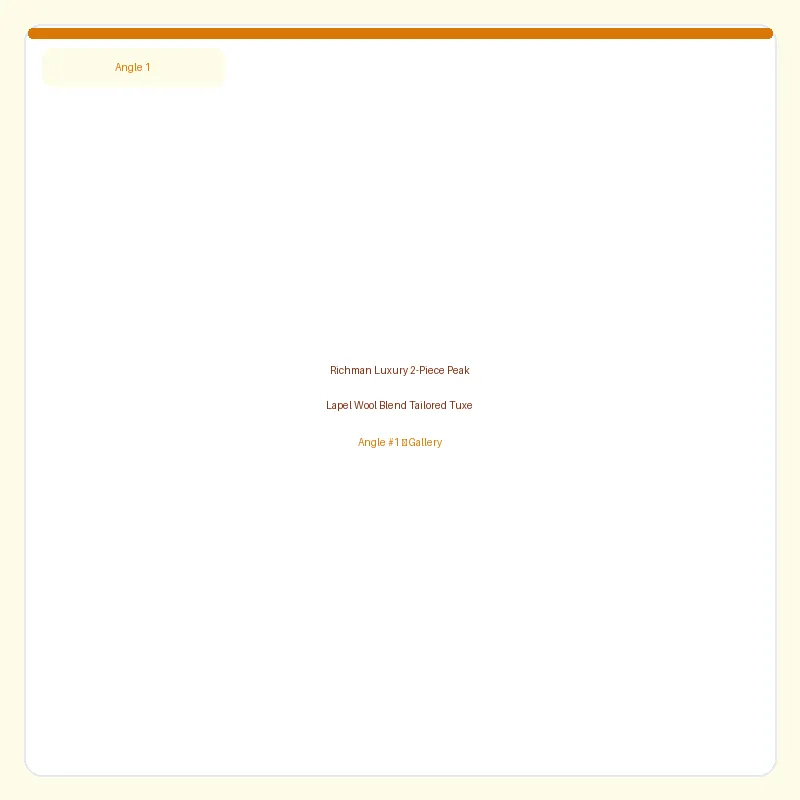 Angle 1
Richman Luxury 2-Piece Peak
Lapel Wool Blend Tailored Tuxe
Angle #1 Gallery